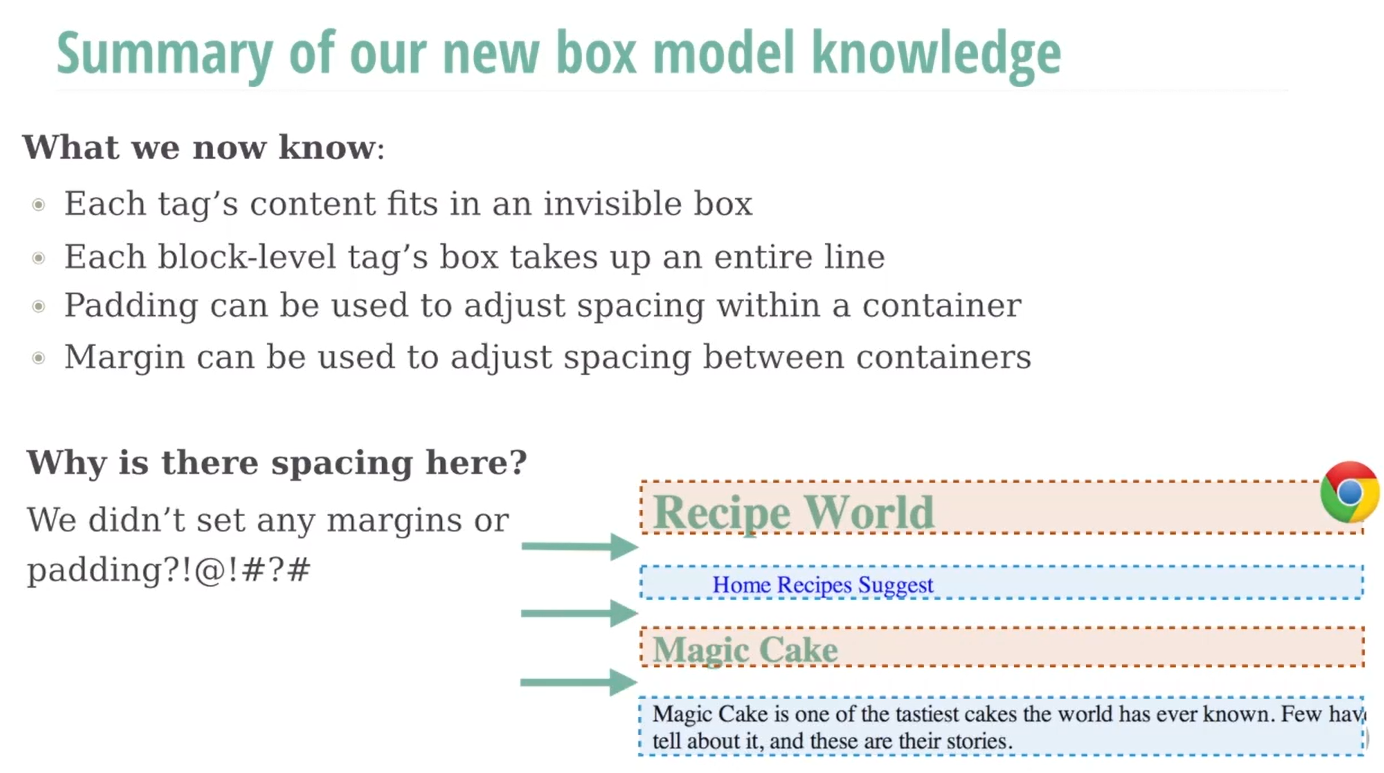 Summary of our new box model knowledge
What we now know:
Each tag’s content fits in an invisible box
Each block-level tag’s box takes up an entire line
Padding can be used to adjust spacing within a container
Margin can be used to adjust spacing between containers
Why is there spacing here?
We didn’t set any margins or
padding?!@!#?#
Recipe World
Home Recipes Suggest
Magic Cake
Magic Cake is one of the tastiest cakes the world has ever known. Few have
tell about it, and these are their stories.